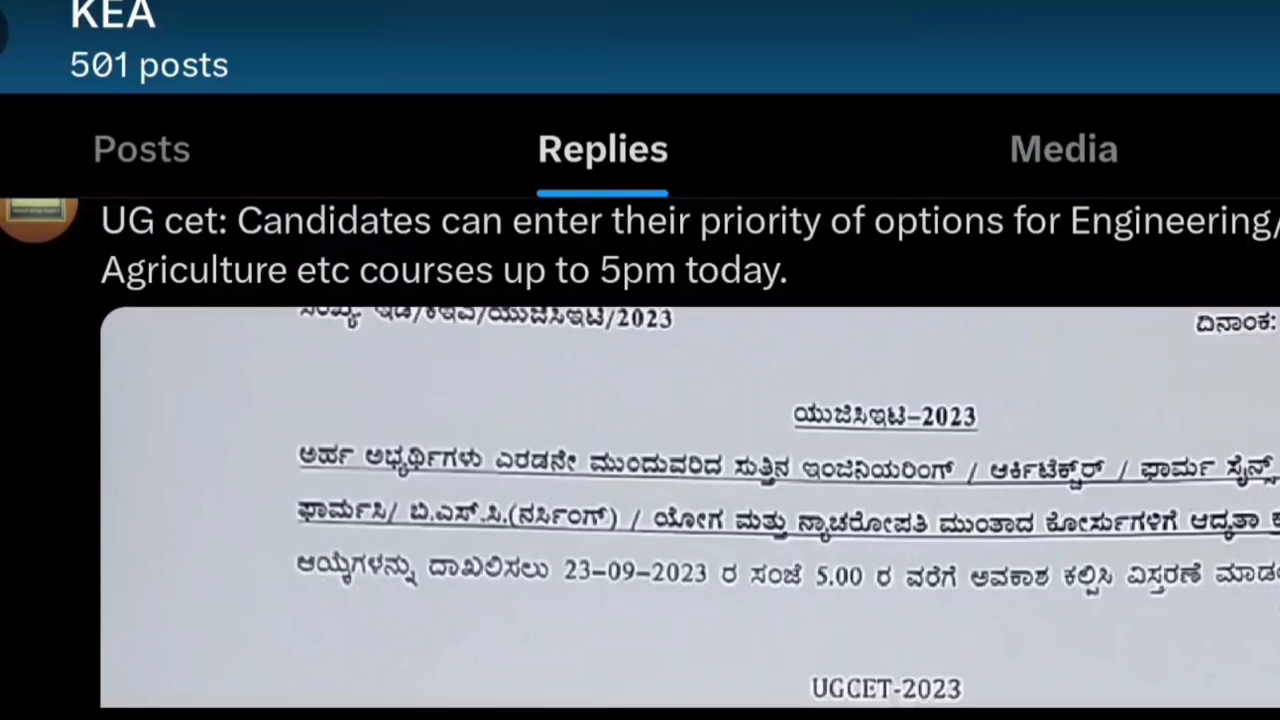 KEA
501 posts
Posts Replies Media
UG cet: Candidates can enter their priority of options for Engineering/
Agriculture etc courses up to 5pm today.
ಸಂಖ್ಯೆ: ಇಡಿ/ಕೆಇಎ/ಯುಜಿಸಿಇಟಿ/2023 ದಿನಾಂಕ:
ಯುಜಿಸಿಇಟಿ-2023
ಅರ್ಹ ಅಭ್ಯರ್ಥಿಗಳು ಎರಡನೇ ಮುಂದುವರಿದ ಸುತ್ತಿನ ಇಂಜಿನಿಯರಿಂಗ್ / ಆರ್ಕಿಟೆಕ್ಚರ್ / ಫಾರ್ಮ ಸೈನ್ಸ್
ಫಾರ್ಮಸಿ/ ಬಿ.ಎಸ್.ಸಿ.(ನರ್ಸಿಂಗ್) / ಯೋಗ ಮತ್ತು ನ್ಯಾಚರೋಪತಿ ಮುಂತಾದ ಕೋರ್ಸುಗಳಿಗೆ ಆದ್ಯತಾ
ಆಯ್ಕೆಗಳನ್ನು ದಾಖಲಿಸಲು 23-09-2023 ರ ಸಂಜೆ 5.00 ರ ವರೆಗೆ ಅವಕಾಶ ಕಲ್ಪಿಸಿ ವಿಸ್ತರಣೆ
UGCET-2023